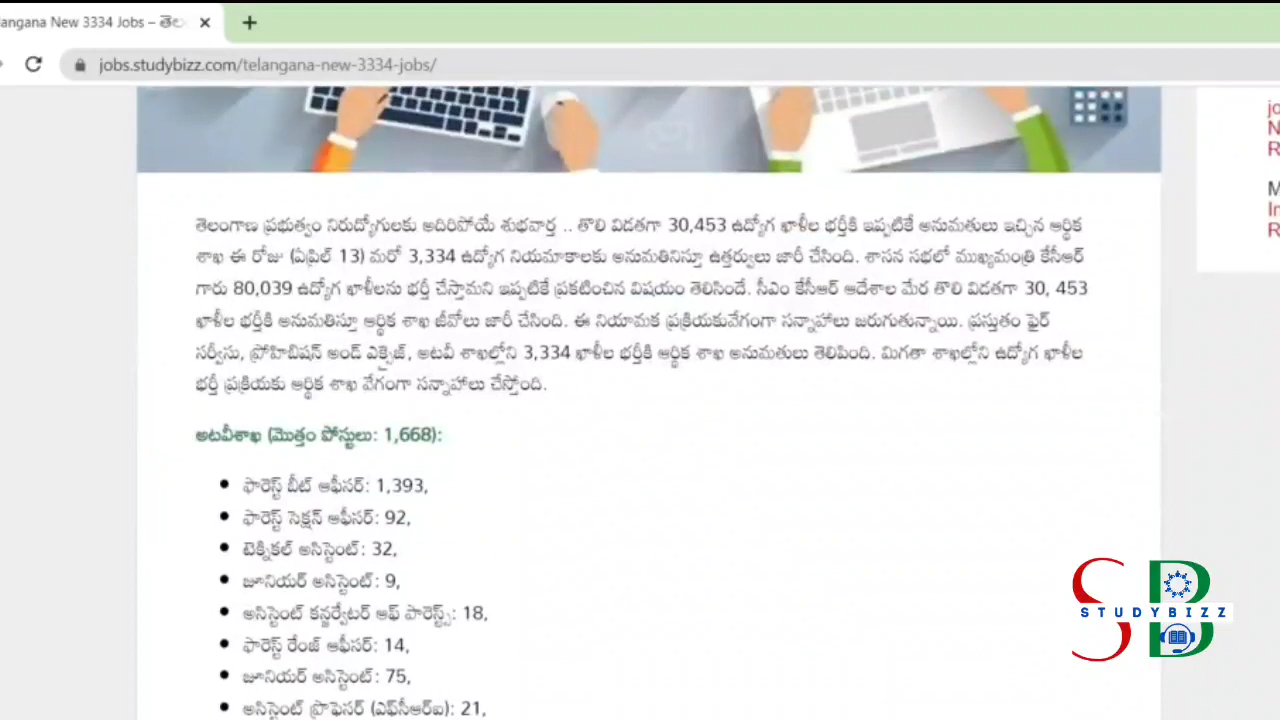 angana New 3334 Jobs – తెల
jobs.studybizz.com/telangana-new-3334-jobs/
తెలంగాణ ప్రభుత్వం నిరుద్యోగులకు అదిరిపోయే శుభవార్త .. తొలి విడతగా 30,453 ఉద్యోగ ఖాళీల భర్తీకి ఇప్పటికే అనుమతులు ఇచ్చిన ఆర్థిక
శాఖ ఈ రోజు (ఏప్రిల్ 13) మరో 3,334 ఉద్యోగ నియమాకాలకు అనుమతినిస్తూ ఉత్తర్వులు జారీ చేసింది. శాసన సభలో ముఖ్యమంత్రి కేసీఆర్
గారు 80,039 ఉద్యోగ ఖాళీలను భర్తీ చేస్తామని ఇప్పటికే ప్రకటించిన విషయం తెలిసిందే. సీఎం కేసీఆర్ ఆదేశాల మేర తొలి విడతగా 30, 453
ఖాళీల భర్తీకి అనుమతిస్తూ ఆర్థిక శాఖ జీవోలు జారీ చేసింది. ఈ నియామక ప్రక్రియకువేగంగా సన్నాహాలు జరుగుతున్నాయి. ప్రస్తుతం ఫైర్
సర్వీసు, ప్రోహిబిషన్ అండ్ ఎక్సైజ్, అటవీ శాఖల్లోని 3,334 ఖాళీల భర్తీకి ఆర్థిక శాఖ అనుమతులు తెలిపింది. మిగతా శాఖల్లోని ఉద్యోగ ఖాళీల
భర్తీ ప్రక్రియకు ఆర్థిక శాఖ వేగంగా సన్నాహాలు చేస్తోంది.
అటవీశాఖ (మొత్తం పోస్టులు: 1,668):
ఫారెస్ట్ బీట్ ఆఫీసర్: 1,393,
ఫారెస్ట్ సెక్షన్ ఆఫీసర్: 92,
టెక్నికల్ అసిస్టెంట్: 32,
జూనియర్ అసిస్టెంట్: 9,
అసిస్టెంట్ కన్జర్వేటర్ ఆఫ్ పారెస్ట్స్: 18,
ఫారెస్ట్ రేంజ్ ఆఫీసర్: 14,
జూనియర్ అసిస్టెంట్: 75,
అసిస్టెంట్ ప్రొఫెసర్ (ఎఫ్‌సీఆర్ఐ): 21,
SB
STUDYBIZZ